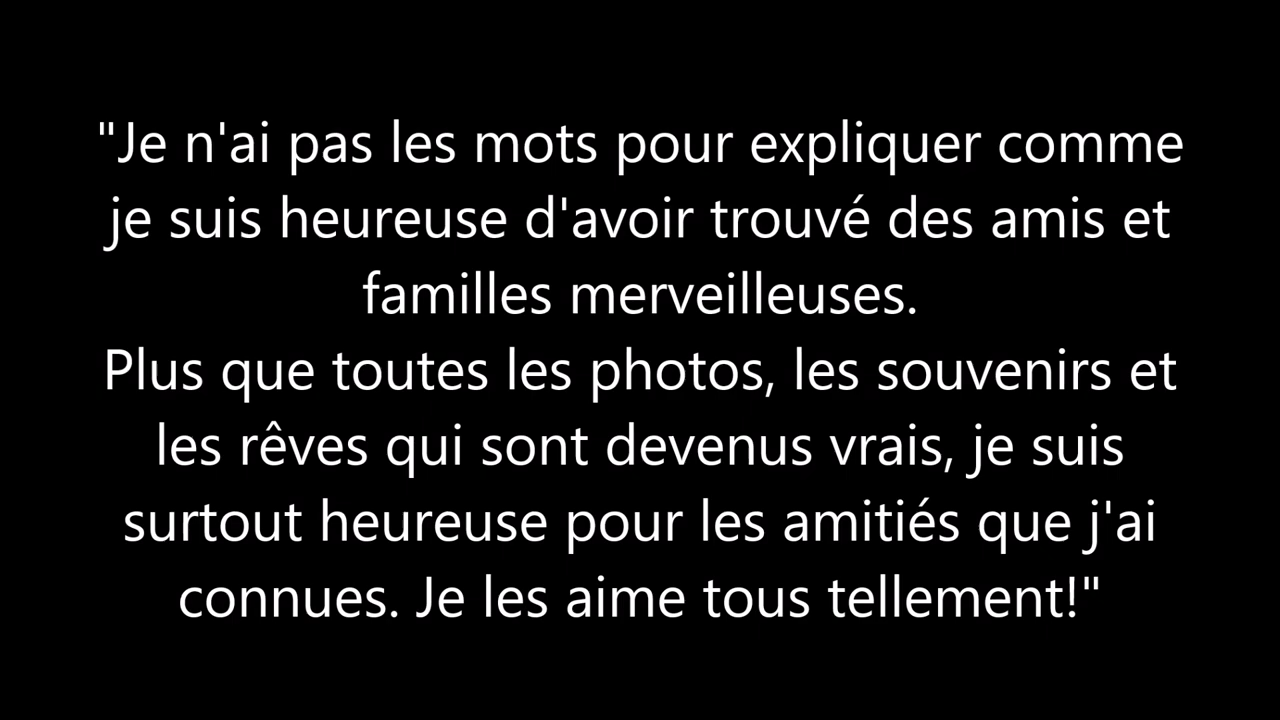 "Je n'ai pas les mots pour expliquer comme
je suis heureuse d'avoir trouvé des amis et
familles merveilleuses.
Plus que toutes les photos, les souvenirs et
les rêves qui sont devenus vrais, je suis
surtout heureuse pour les amitiés que j'ai
connues. Je les aime tous tellement!"